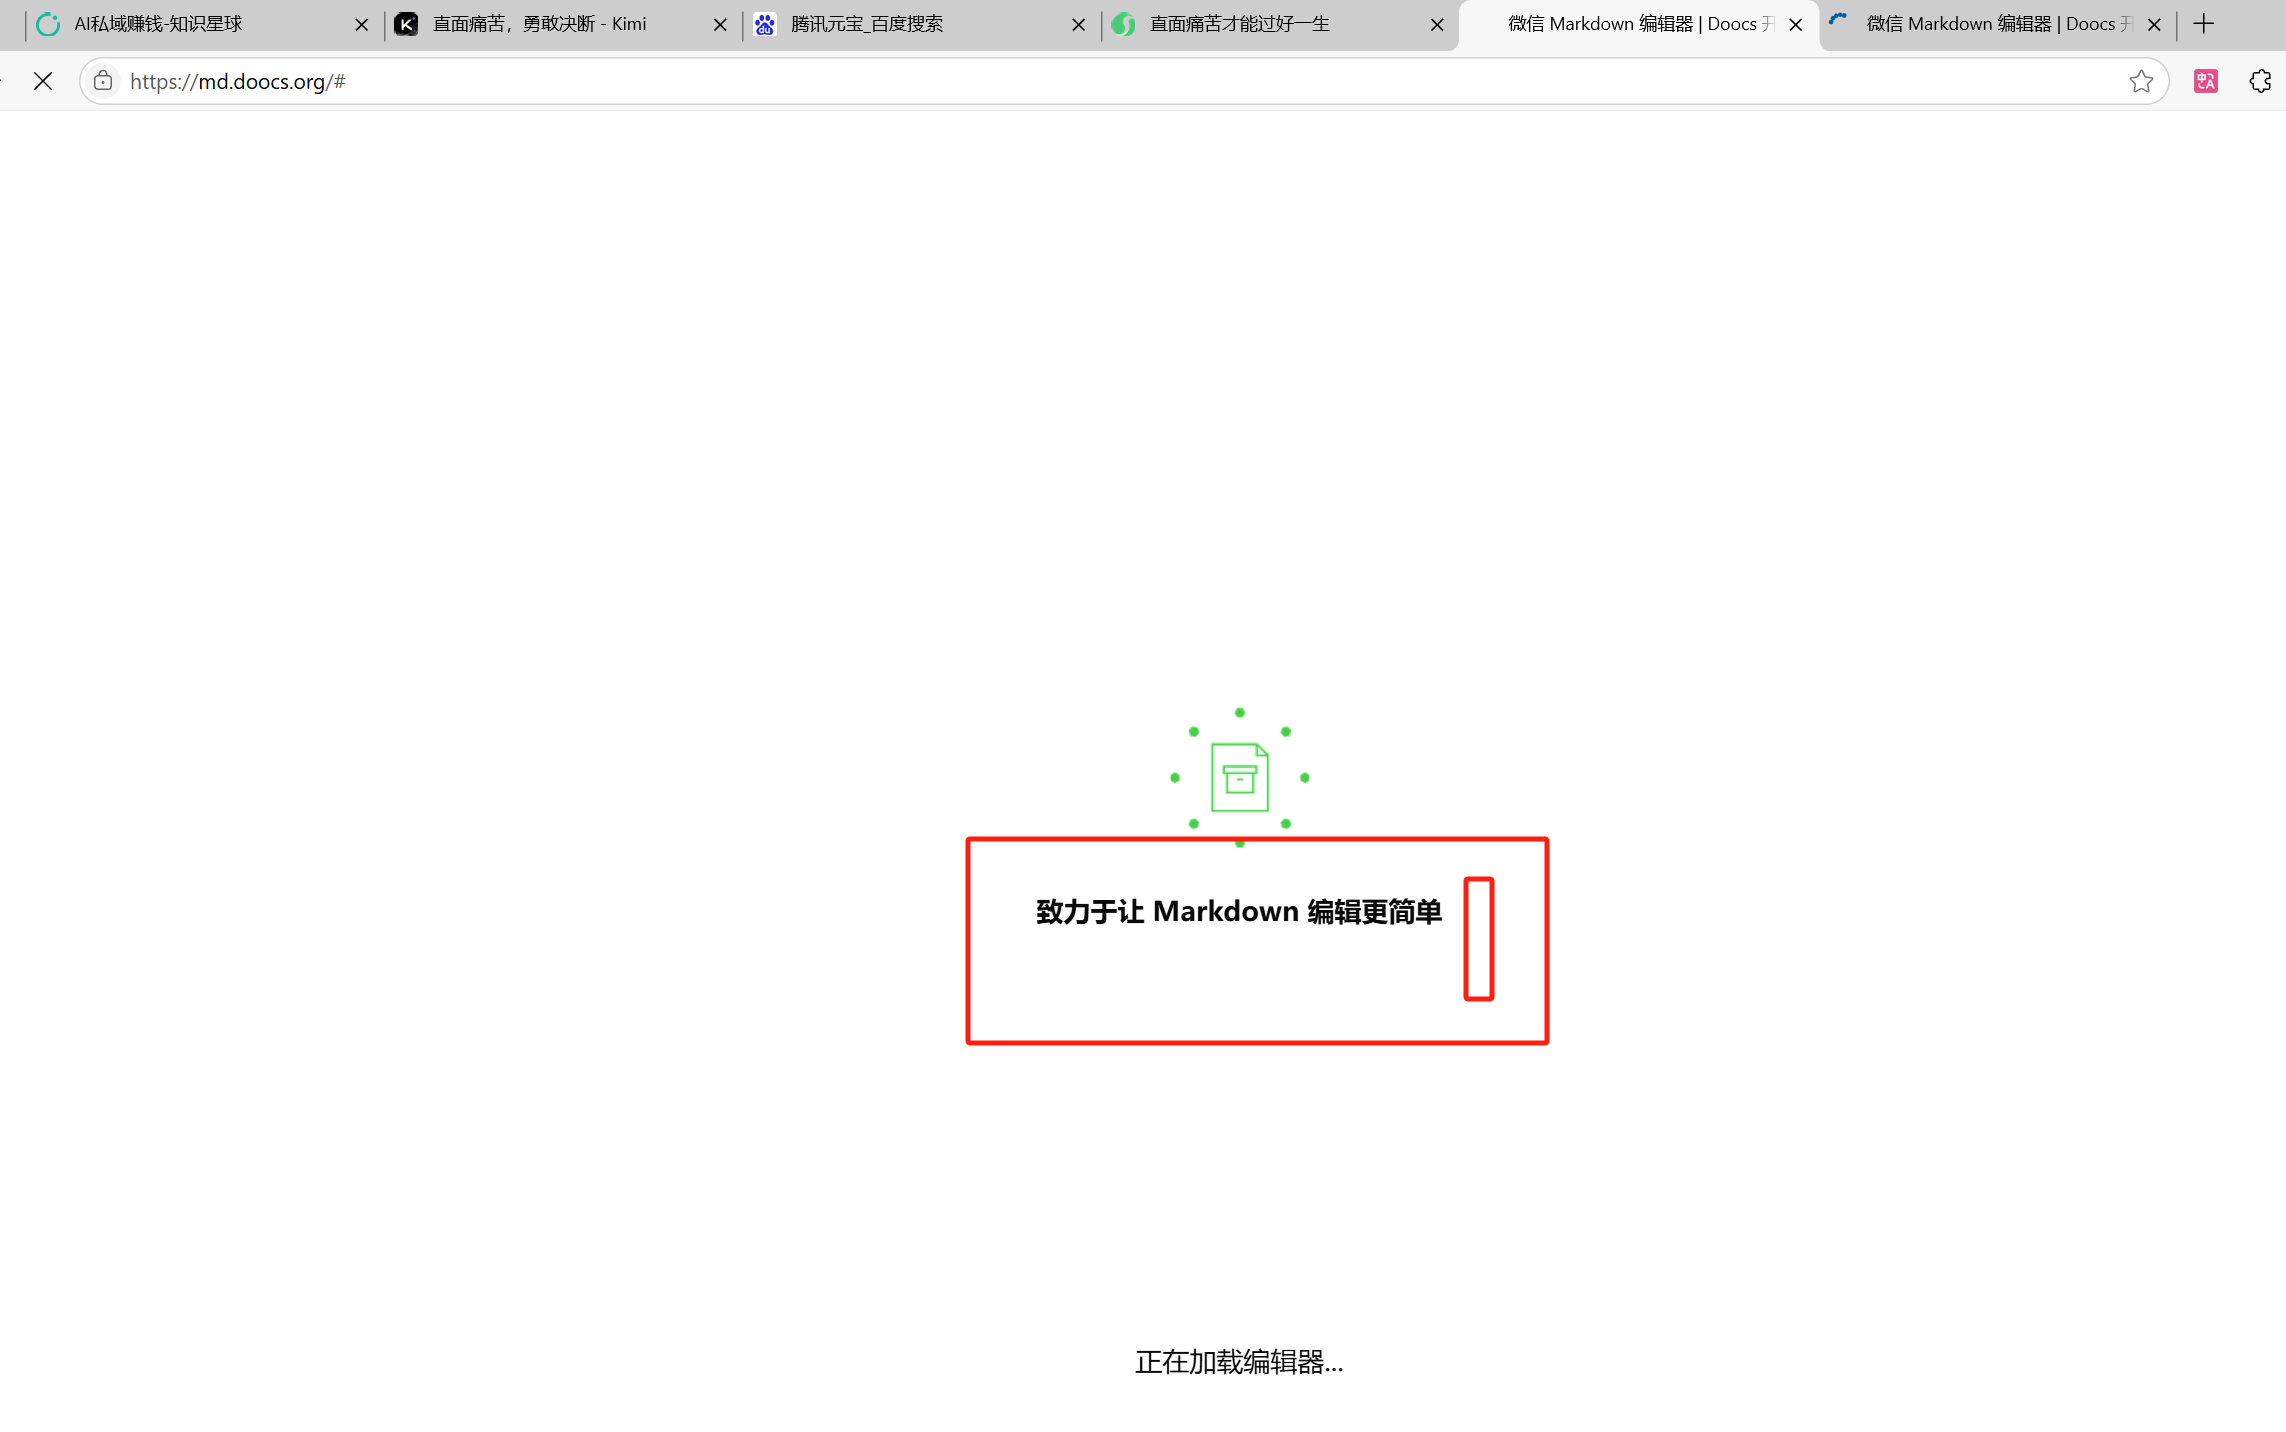 AI私域赚钱-知识星球
直面痛苦，勇敢决断 - Kimi
腾讯元宝_百度搜索
直面痛苦才能过好一生
微信 Markdown 编辑器 | Doocs 开
微信 Markdown 编辑器 | Doocs 开
https://md.doocs.org/#
致力于让 Markdown 编辑更简单
正在加载编辑器...